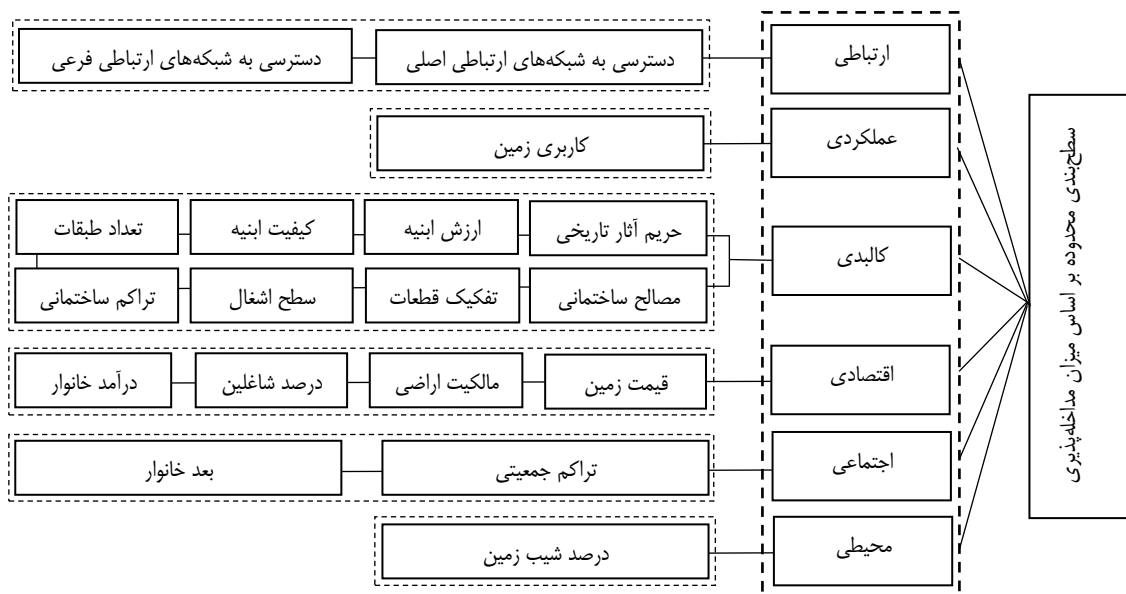 سطح‌بندی محدوده بر اساس میزان مداخله‌پذیری
ارتباطی
دسترسی به شبکه‌های ارتباطی اصلی
دسترسی به شبکه‌های ارتباطی فرعی
عملکردی
کاربری زمین
کالبدی
حریم آثار تاریخی
ارزش ابنیه
کیفیت ابنیه
تعداد طبقات
مصالح ساختمانی
تفکیک قطعات
سطح اشغال
تراکم ساختمانی
اقتصادی
قیمت زمین
مالکیت اراضی
درصد شاغلین
درآمد خانوار
اجتماعی
تراکم جمعیتی
بعد خانوار
محیطی
درصد شیب زمین